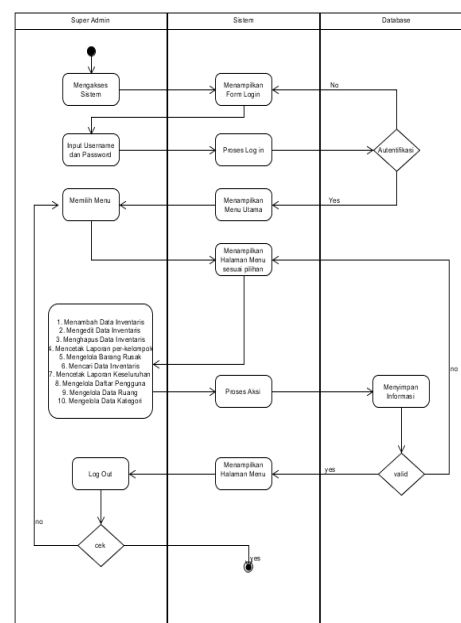 Super Admin
Sistem
Database
Mengakses
Sistem
Menampilkan
Form Login
No
Input Username
dan Password
Proses Log in
Autentifikasi
Memilih Menu
Menampilkan
Menu Utama
Yes
Menampilkan
Halaman Menu
sesuai pilihan
1. Menambah Data Inventaris
2. Mengedit Data Inventaris
3. Menghapus Data Inventaris
4. Mencetak Laporan per-kelompok
5. Mengelola Barang Rusak
6. Mencari Data Inventaris
7. Mencetak Laporan Keseluruhan
8. Mengelola Daftar Pengguna
9. Mengelola Data Ruang
10. Mengelola Data Kategori
Proses Aksi
Menyimpan
Informasi
no
Log Out
Menampilkan
Halaman Menu
yes
valid
no
cek
yes